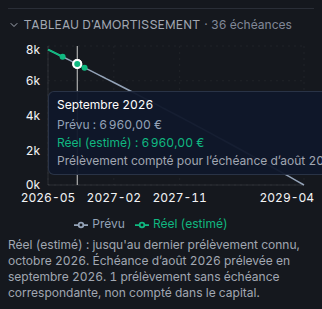 TABLEAU D'AMORTISSEMENT · 36 échéances
8k
6k
4k
2k
0k
Septembre 2026
Prévu : 6 960,00 €
Réel (estimé) : 6 960,00 €
Prélèvement compté pour l'échéance d'août 20
2026-05 2027-02 2027-11 2029-04
Prévu Réel (estimé)
Réel (estimé) : jusqu'au dernier prélèvement connu,
octobre 2026. Échéance d'août 2026 prélevée en
septembre 2026. 1 prélèvement sans échéance
correspondante, non compté dans le capital.